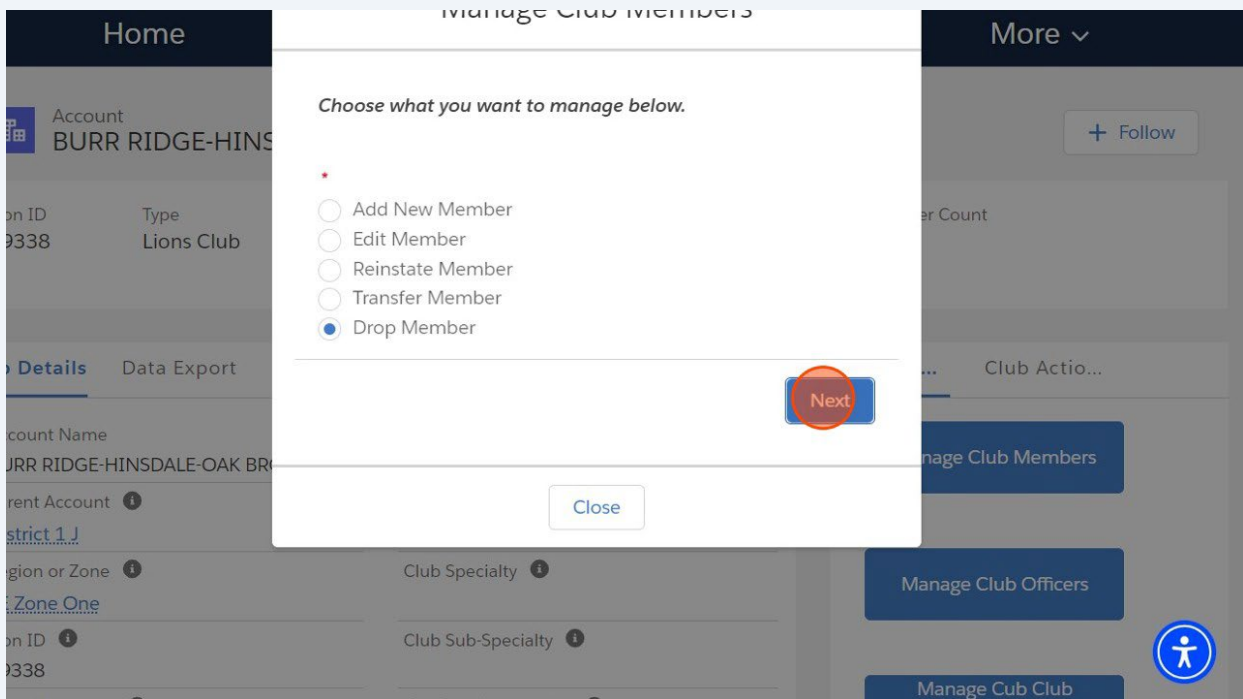 Manage Club Members
Home
More
Choose what you want to manage below.
Account
BURR RIDGE-HINS
+ Follow
*
on ID
Type
er Count
9338
Lions Club
Add New Member
Edit Member
Reinstate Member
Transfer Member
Drop Member
Details
Data Export
...
Club Actio...
Next
count Name
URR RIDGE-HINSDALE-OAK BR
nage Club Members
rent Account
strict 1 J
Close
gion or Zone
Club Specialty
Zone One
Manage Club Officers
on ID
Club Sub-Specialty
9338
Manage Cub Club